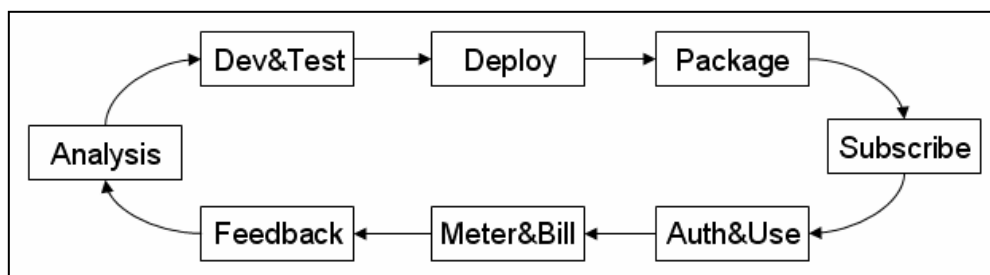 Dev&Test
Deploy
Package
Analysis
Subscribe
Feedback
Meter&Bill
Auth&Use